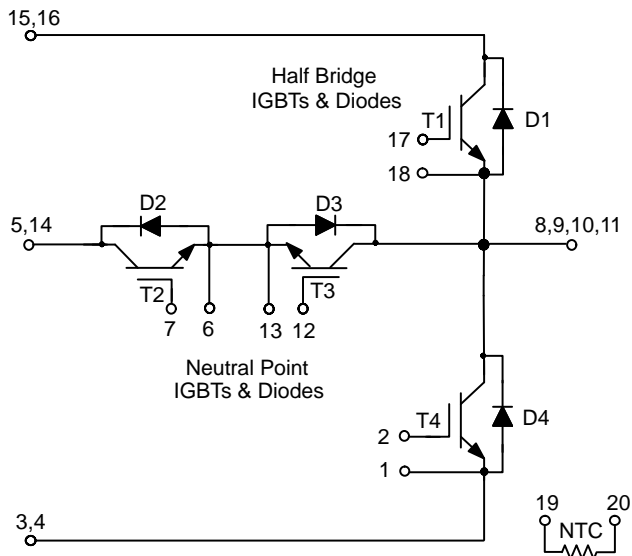 15,16
Half Bridge
IGBTs & Diodes
T1
D1
17
18
D2
D3
5,14
8,9,10,11
T2
T3
7
6
13
12
Neutral Point
IGBTs & Diodes
T4
D4
2
1
3,4
19
20
NTC